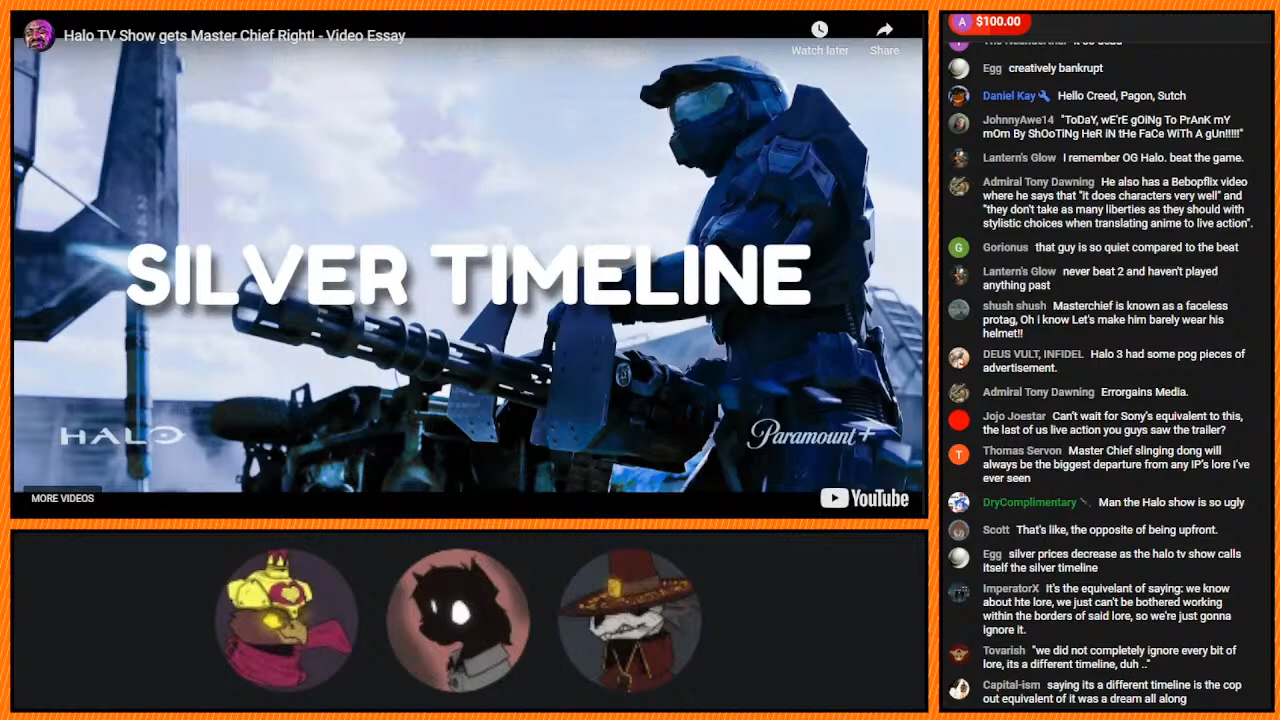 Halo TV Show gets Master Chief Right! - Video Essay
Watch later
Share
SILVER TIMELINE
HALO
Paramount+
MORE VIDEOS
YouTube
A $100.00
Egg creatively bankrupt
Daniel Kay Hello Creed, Pagon, Sutch
JohnnyAwe14 "ToDaY, wE'rE gOiNg To PrAnK mY
mOm By ShOoTiNg HeR iN tHe FaCe WiTh A gUn!!!!!"
Lantern's Glow I remember OG Halo. beat the game.
Admiral Tony Dawning He also has a Bebopflix video
where he says that "it does characters very well" and
"they don't take as many liberties as they should with
stylistic choices when translating anime to live action".
G
Gorionus that guy is so quiet compared to the beat
Lantern's Glow never beat 2 and haven't played
anything past
shush shush Masterchief is known as a faceless
protag, Oh i know Let's make him barely wear his
helmet!!
DEUS VULT, INFIDEL Halo 3 had some pog pieces of
advertisement.
Admiral Tony Dawning Errorgains Media.
Jojo Joestar Can't wait for Sony's equivalent to this,
the last of us live action you guys saw the trailer?
T
Thomas Servon Master Chief slinging dong will
always be the biggest departure from any IP's lore I've
ever seen
DryComplimentary Man the Halo show is so ugly
Scott That's like, the opposite of being upfront.
Egg silver prices decrease as the halo tv show calls
itself the silver timeline
ImperatorX It's the equivelant of saying: we know
about hte lore, we just can't be bothered working
within the borders of said lore, so we're just gonna
ignore it.
Tovarish "we did not completely ignore every bit of
lore, its a different timeline, duh .."
Capital-ism saying its a different timeline is the cop
out equivalent of it was a dream all along